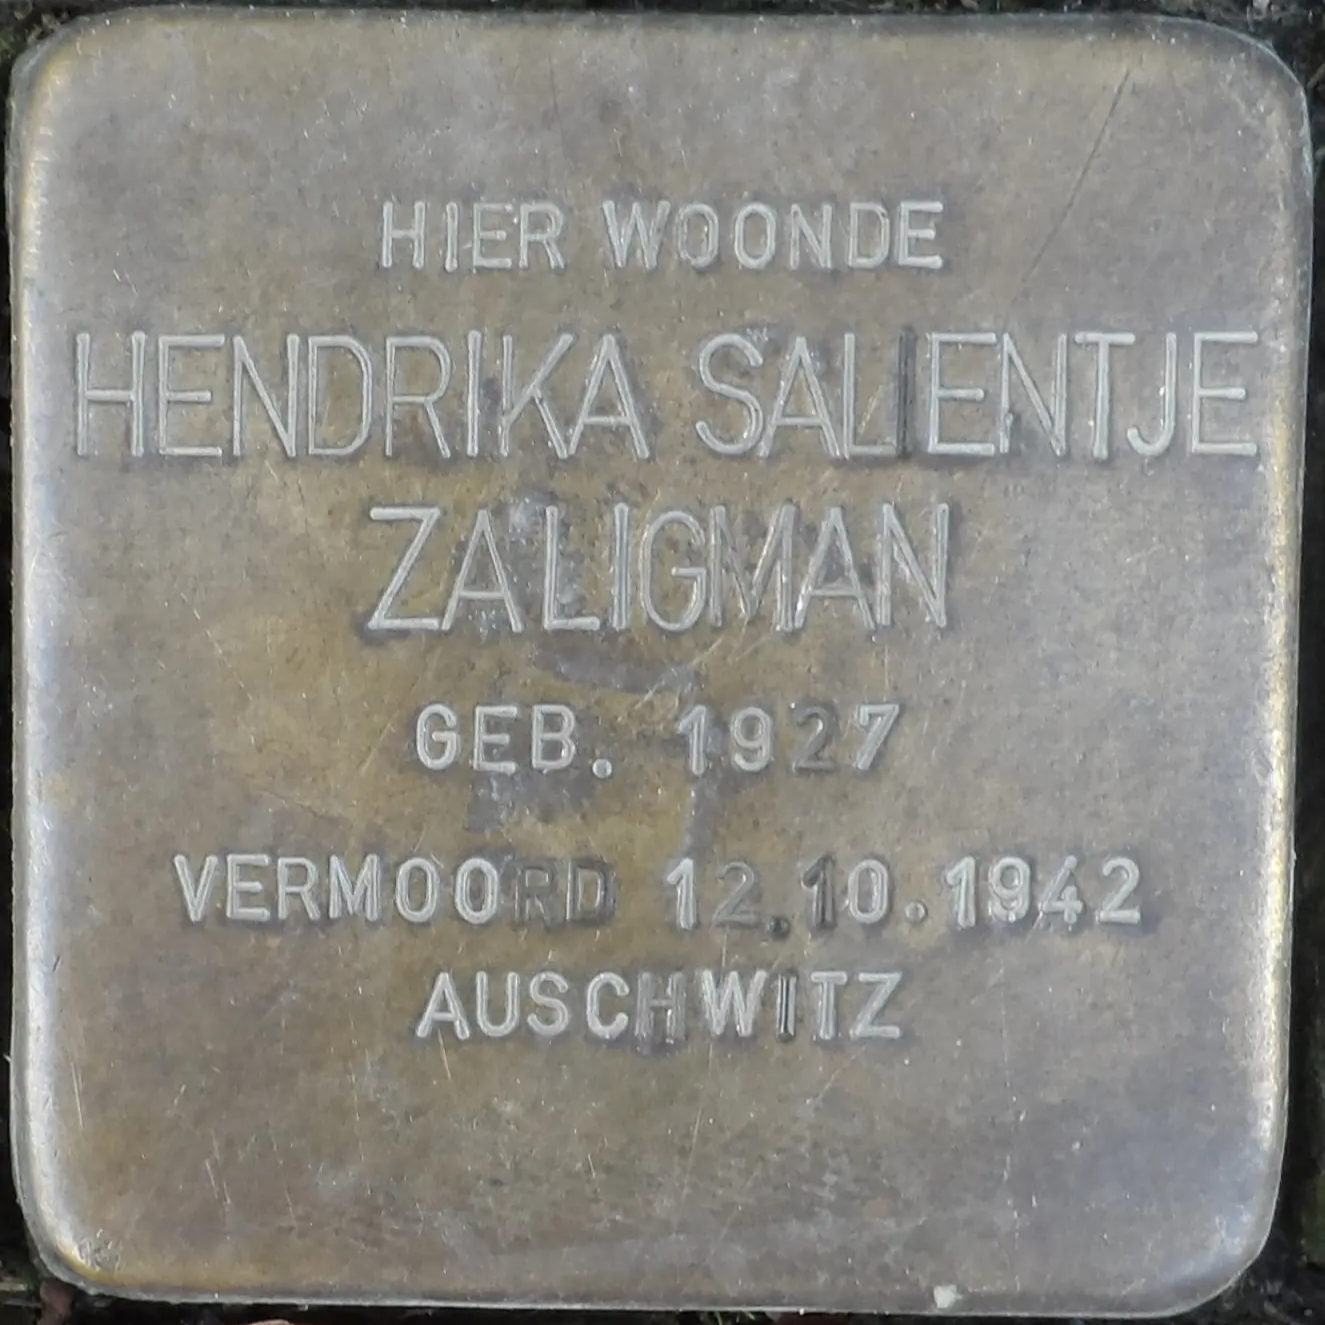 HIER WOONDE
HENDRIKA SALIENTJE
ZALIGMAN
GEB. 1927
VERMOORD 12.10.1942
AUSCHWITZ